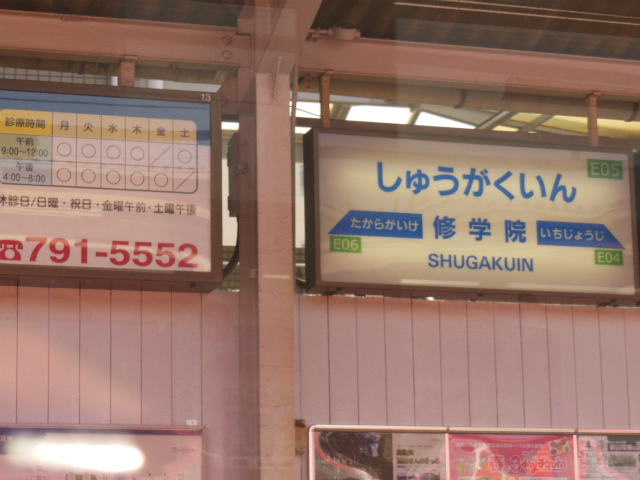 13
診療時間 月 火 水 木 金 土
午前 9:00～12:00 ○ ○ ○ ○ ／ ○
午後 4:00～8:00 ○ ○ ○ ○ ○ ／
休診日/日曜・祝日・金曜午前・土曜午後
☎791-5552
E05
しゅうがくいん
たからがいけ 修学院 いちじょうじ
E06 E04
SHUGAKUIN